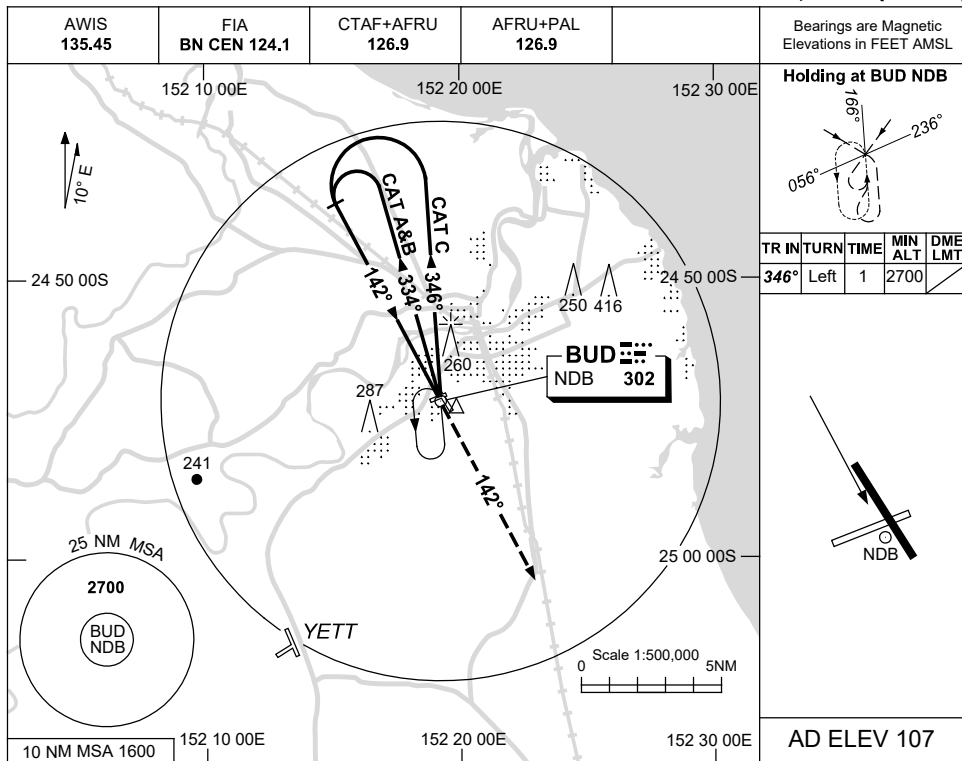 AWIS
135.45
FIA
BN CEN 124.1
CTAF+AFRU
126.9
AFRU+PAL
126.9
Bearings are Magnetic
Elevations in FEET AMSL
152 10 00E
152 20 00E
152 30 00E
10° E
Holding at BUD NDB
166°
236°
056°
TR IN TURN TIME MIN ALT DME LMT
346° Left 1 2700
CAT A&B
CAT C
24 50 00S
24 50 00S
142°
334°
346°
250
416
260
BUD
NDB 302
287
241
142°
25 NM MSA
2700
BUD
NDB
YETT
25 00 00S
NDB
Scale 1:500,000
0
5NM
152 10 00E
152 20 00E
152 30 00E
10 NM MSA 1600
AD ELEV 107